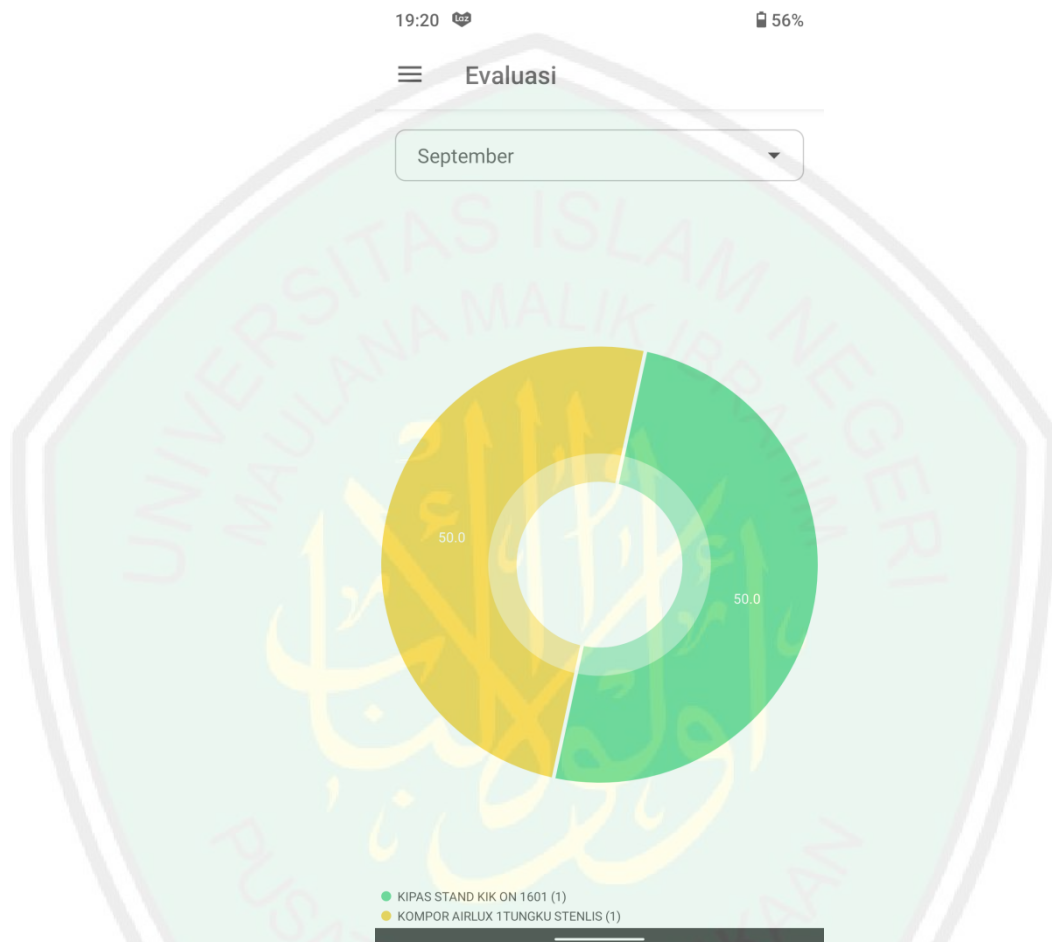 19:20 Laz 56%
Evaluasi
September
UNIVERSITAS ISLAM NEGERI
MAULANA MALIK IBRAHIM
50.0
50.0
KIPAS STAND KIK ON 1601 (1)
KOMPOR AIRLUX 1TUNGKU STENLIS (1)